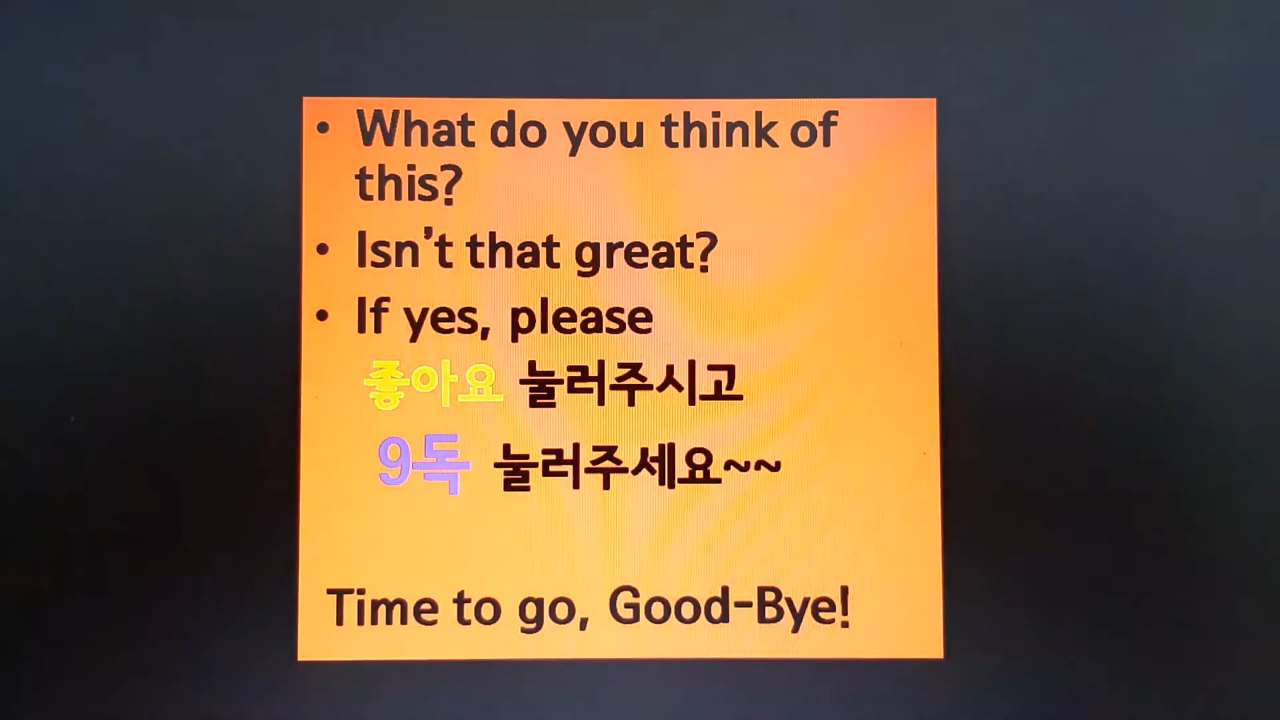 • What do you think of
this?
• Isn't that great?
• If yes, please
좋아요 눌러주시고
9독 눌러주세요~~
Time to go, Good-Bye!